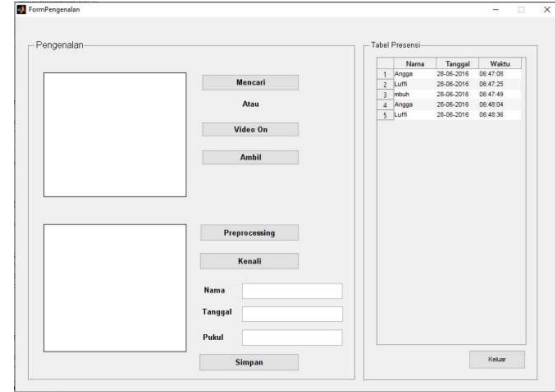 FormPengenalan
Pengenalan
Mencari
Atau
Video On
Ambil
Preprocessing
Kenali
Nama
Tanggal
Pukul
Simpan
Tabel Presensi
Nama Tanggal Waktu
1 Angga 28-06-2016 06:47:08
2 Luffi 28-06-2016 06:47:25
3 mbuh 28-06-2016 06:47:49
4 Angga 28-06-2016 06:48:04
5 Luffi 28-06-2016 06:48:36
Keluar